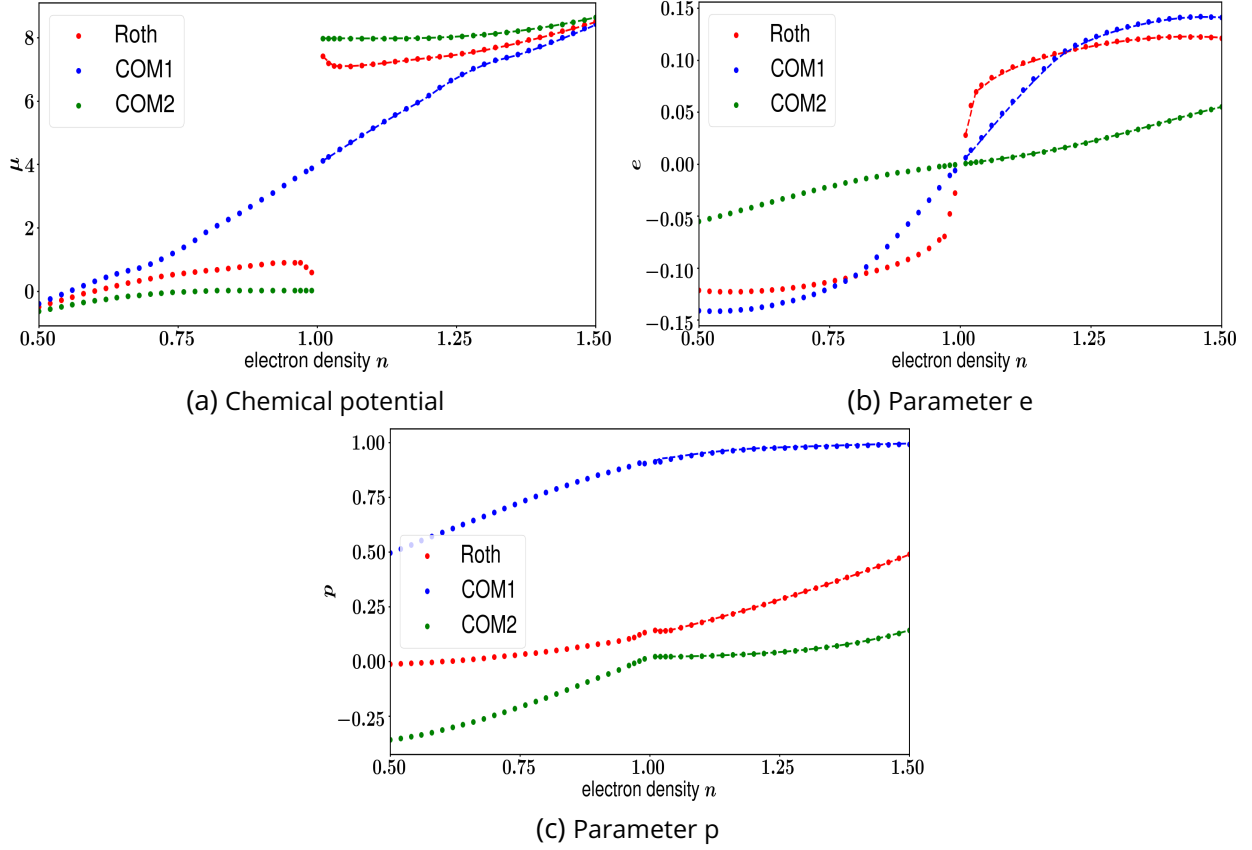 8
6
4
2
0
μ
Roth
COM1
COM2
0.50
0.75
1.00
1.25
1.50
electron density n
(a) Chemical potential
0.15
0.10
0.05
0.00
−0.05
−0.10
−0.15
e
Roth
COM1
COM2
0.50
0.75
1.00
1.25
1.50
electron density n
(b) Parameter e
1.00
0.75
0.50
0.25
0.00
−0.25
p
Roth
COM1
COM2
0.50
0.75
1.00
1.25
1.50
electron density n
(c) Parameter p